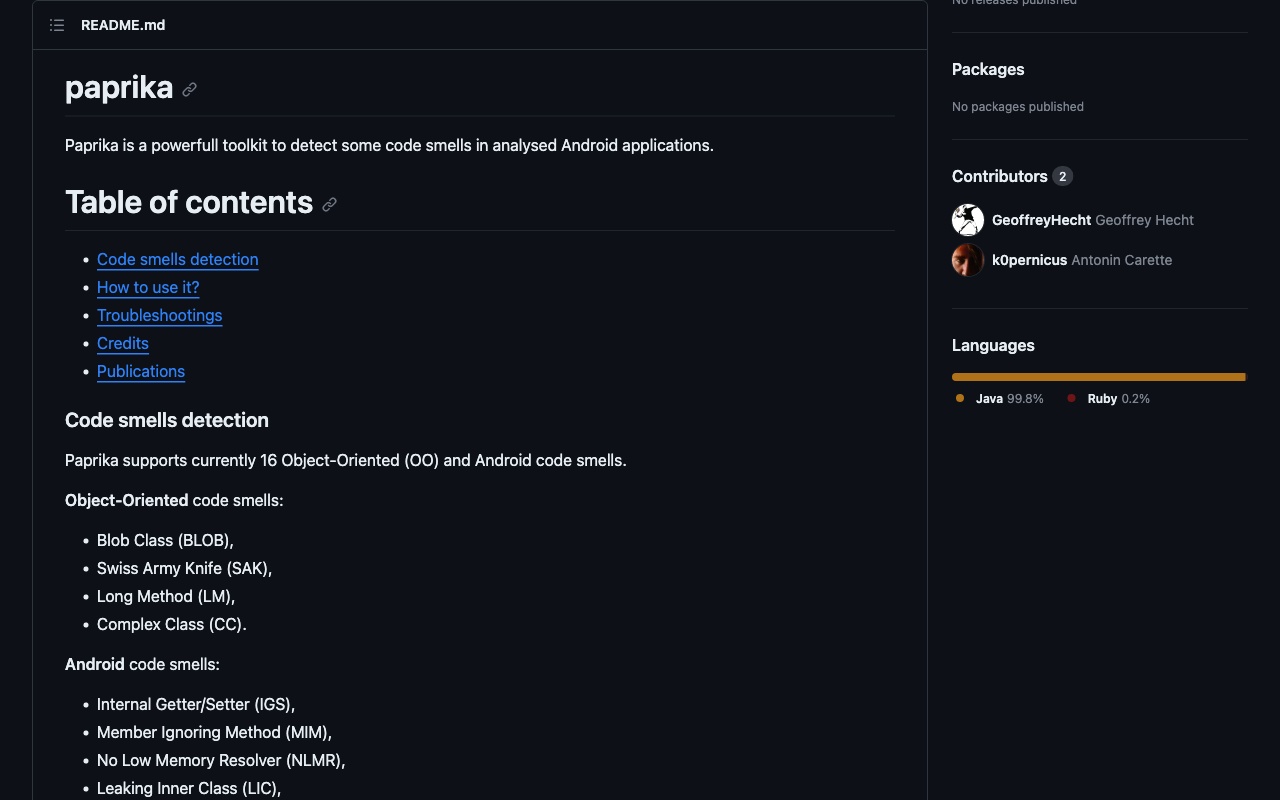 No releases published
README.md
paprika
Paprika is a powerfull toolkit to detect some code smells in analysed Android applications.
Table of contents
Code smells detection
How to use it?
Troubleshootings
Credits
Publications
Code smells detection
Paprika supports currently 16 Object-Oriented (OO) and Android code smells.
Object-Oriented code smells:
Blob Class (BLOB),
Swiss Army Knife (SAK),
Long Method (LM),
Complex Class (CC).
Android code smells:
Internal Getter/Setter (IGS),
Member Ignoring Method (MIM),
No Low Memory Resolver (NLMR),
Leaking Inner Class (LIC),
Packages
No packages published
Contributors 2
GeoffreyHecht Geoffrey Hecht
k0pernicus Antonin Carette
Languages
Java 99.8% Ruby 0.2%